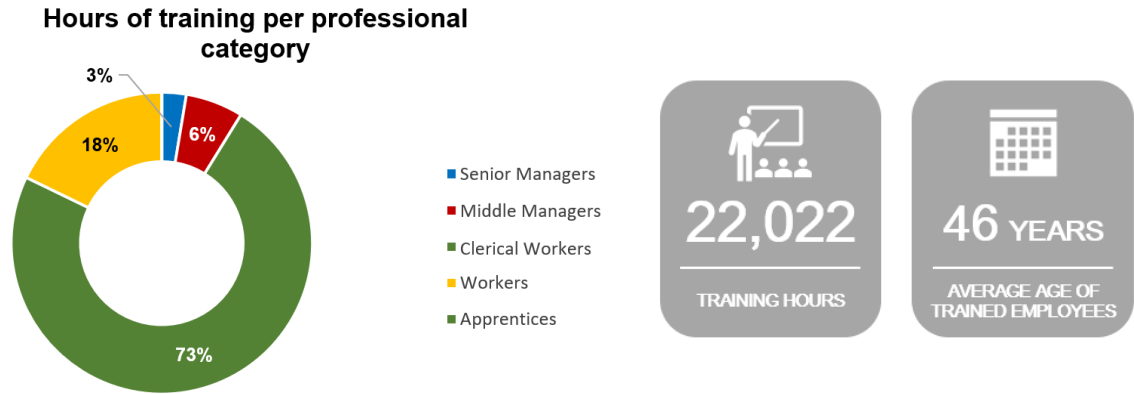 Hours of training per professional
category
3%
6%
18%
73%
Senior Managers
Middle Managers
Clerical Workers
Workers
Apprentices
22,022
TRAINING HOURS
46 YEARS
AVERAGE AGE OF
TRAINED EMPLOYEES